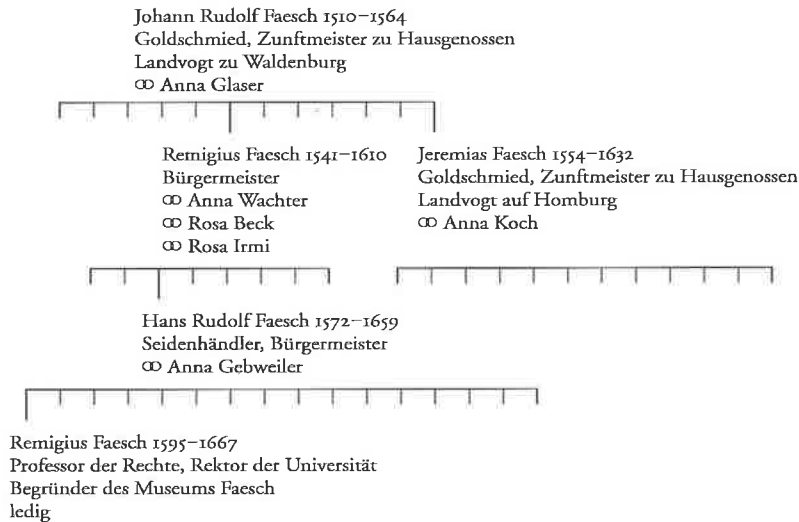 Johann Rudolf Faesch 1510–1564
Goldschmied, Zunftmeister zu Hausgenossen
Landvogt zu Waldenburg
⚭ Anna Glaser
Remigius Faesch 1541–1610
Bürgermeister
⚭ Anna Wachter
⚭ Rosa Beck
⚭ Rosa Irmi
Jeremias Faesch 1554–1632
Goldschmied, Zunftmeister zu Hausgenossen
Landvogt auf Homburg
⚭ Anna Koch
Hans Rudolf Faesch 1572–1659
Seidenhändler, Bürgermeister
⚭ Anna Gebweiler
Remigius Faesch 1595–1667
Professor der Rechte, Rektor der Universität
Begründer des Museums Faesch
ledig